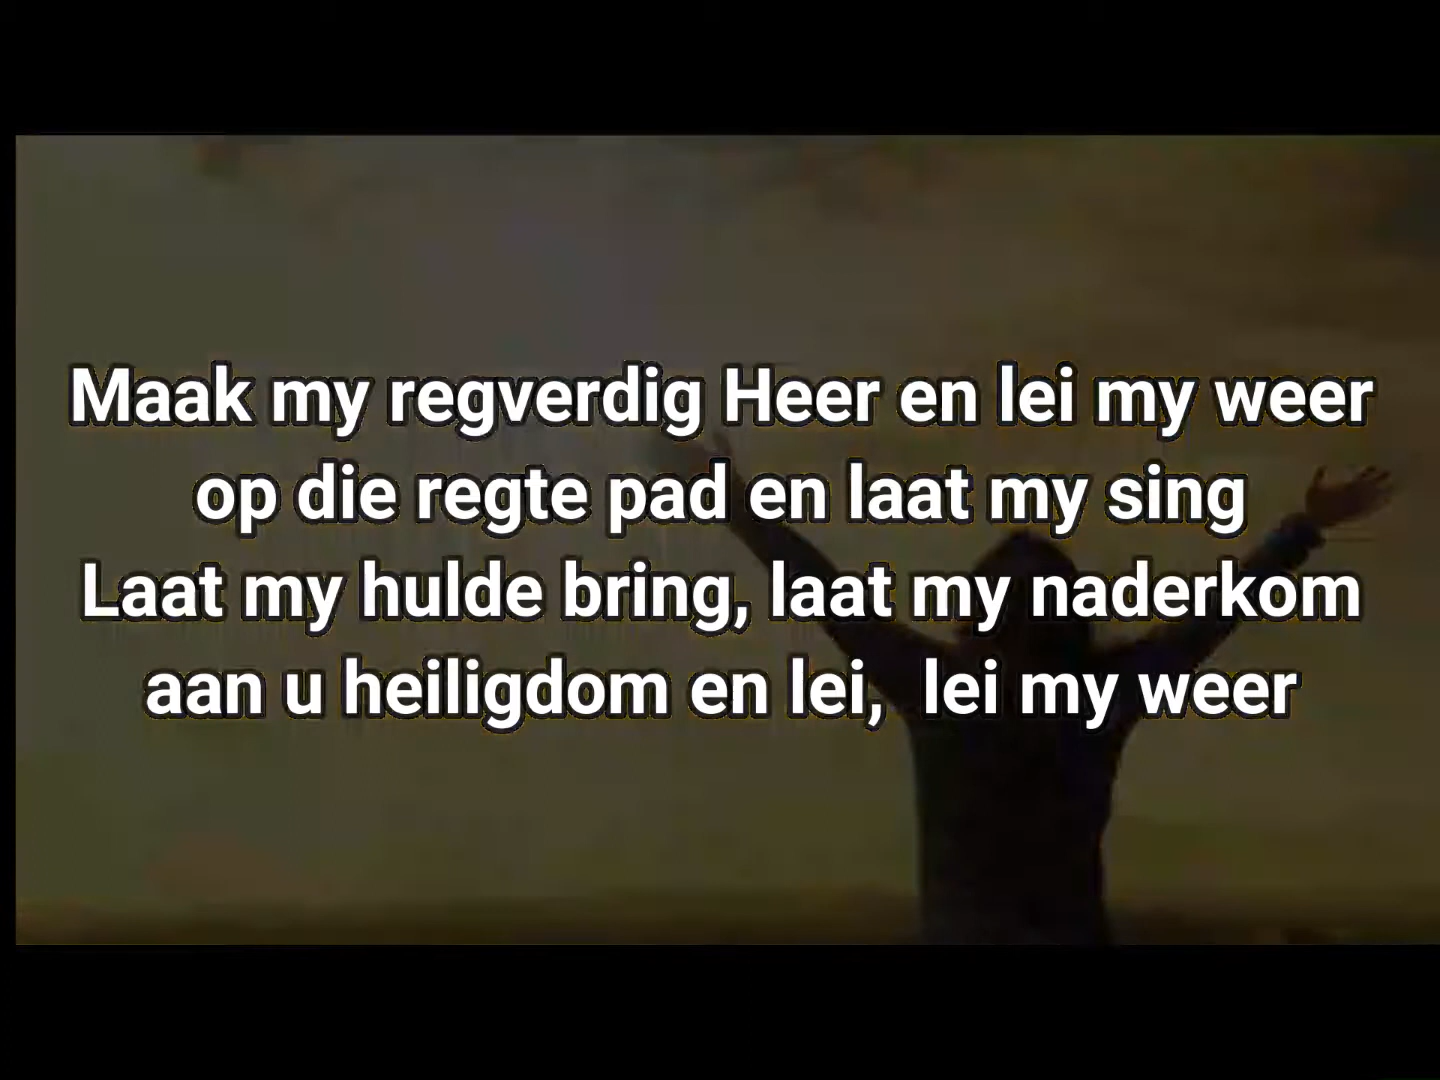 Maak my regverdig Heer en lei my weer
op die regte pad en laat my sing
Laat my hulde bring, laat my naderkom
aan u heiligdom en lei,  lei my weer